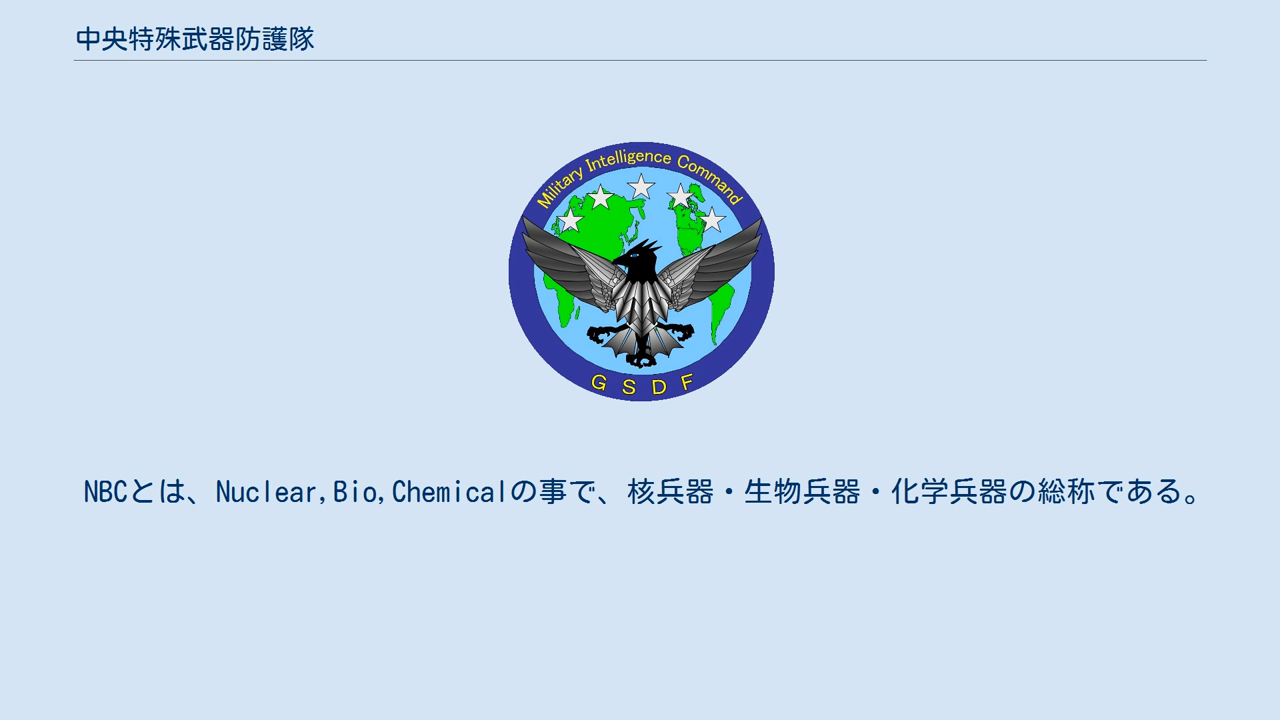 中央特殊武器防護隊
Military Intelligence Command
GSDF
NBCとは、Nuclear,Bio,Chemicalの事で、核兵器・生物兵器・化学兵器の総称である。